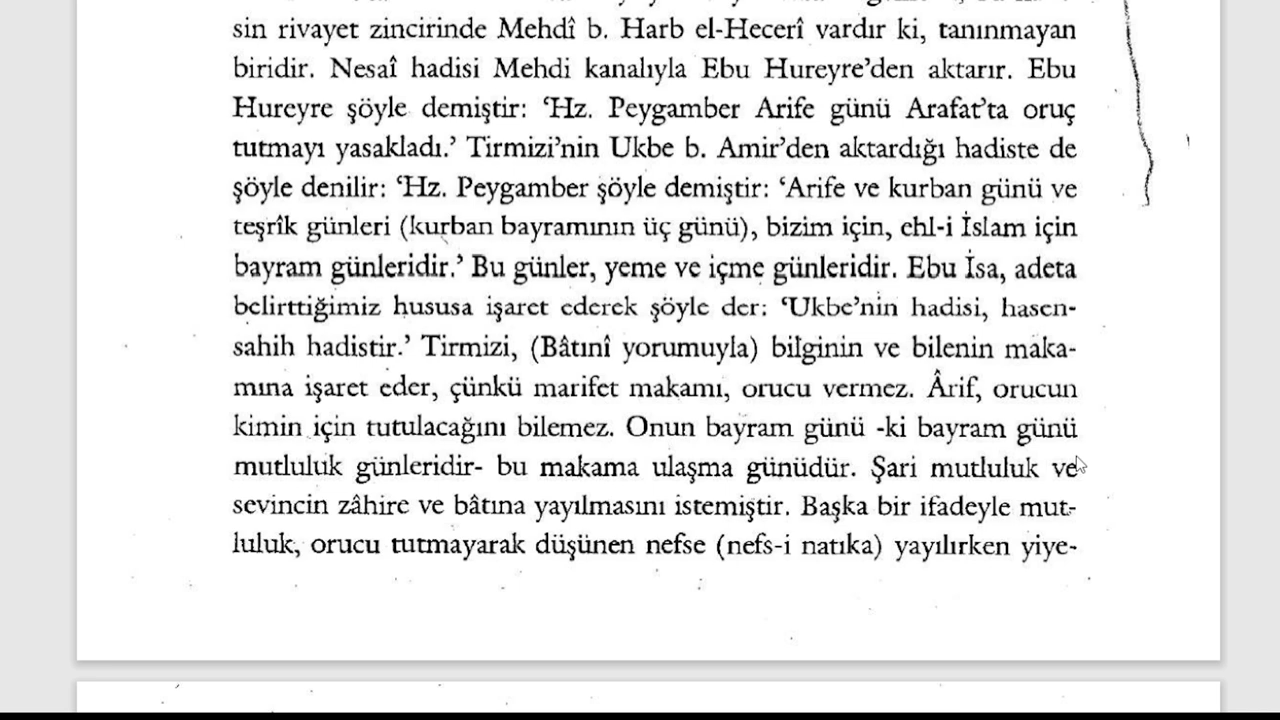 sin rivayet zincirinde Mehdî b. Harb el-Hecerî vardır ki, tanınmayan
biridir. Nesaî hadisi Mehdi kanalıyla Ebu Hureyre’den aktarır. Ebu
Hureyre şöyle demiştir: ‘Hz. Peygamber Arife günü Arafat’ta oruç
tutmayı yasakladı.’ Tirmizi’nin Ukbe b. Amir’den aktardığı hadiste de
şöyle denilir: ‘Hz. Peygamber şöyle demiştir: ‘Arife ve kurban günü ve
teşrîk günleri (kurban bayramının üç günü), bizim için, ehl-i İslam için
bayram günleridir.’ Bu günler, yeme ve içme günleridir. Ebu İsa, adeta
belirttiğimiz hususa işaret ederek şöyle der: ‘Ukbe’nin hadisi, hasen-
sahih hadistir.’ Tirmizi, (Bâtınî yorumuyla) bilginin ve bilenin maka-
mına işaret eder, çünkü marifet makamı, orucu vermez. Ârif, orucun
kimin için tutulacağını bilemez. Onun bayram günü -ki bayram günü
mutluluk günleridir- bu makama ulaşma günüdür. Şari mutluluk ve
sevincin zâhire ve bâtına yayılmasını istemiştir. Başka bir ifadeyle mut-
luluk, orucu tutmayarak düşünen nefse (nefs-i natıka) yayılırken yiye-